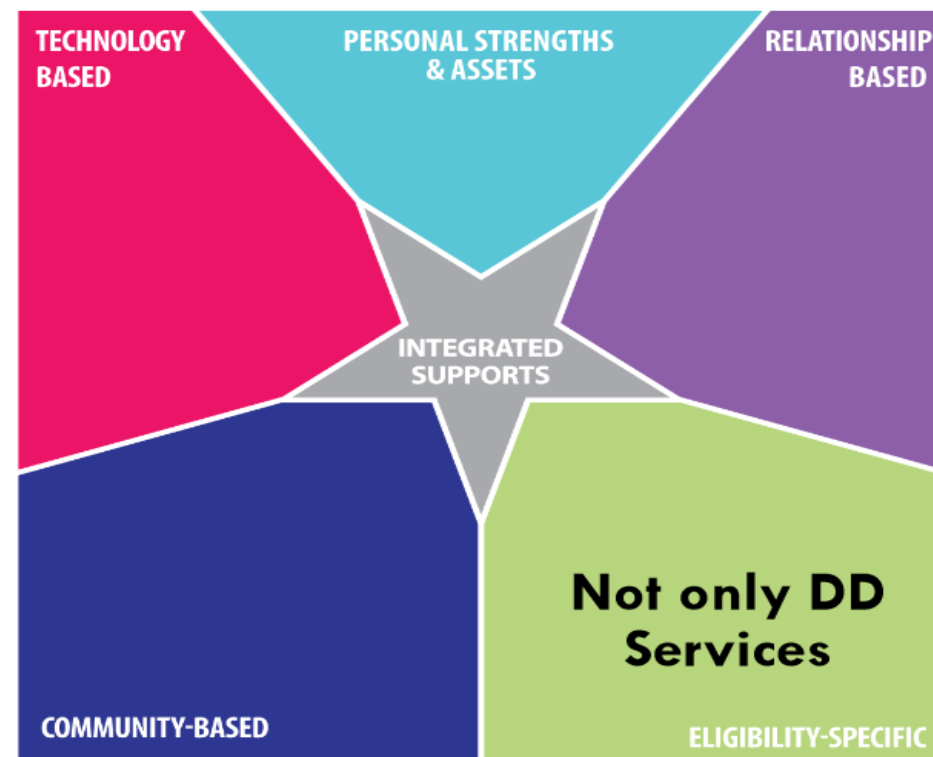 TECHNOLOGY
BASED
PERSONAL STRENGTHS
& ASSETS
RELATIONSHIP
BASED
INTEGRATED
SUPPORTS
Not only DD
Services
COMMUNITY-BASED
ELIGIBILITY-SPECIFIC